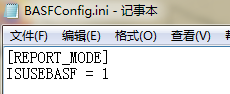 BASFConfig.ini - 记事本
文件(F) 编辑(E) 格式(O) 查看(V) 帮
[REPORT_MODE]
ISUSEBASF = 1